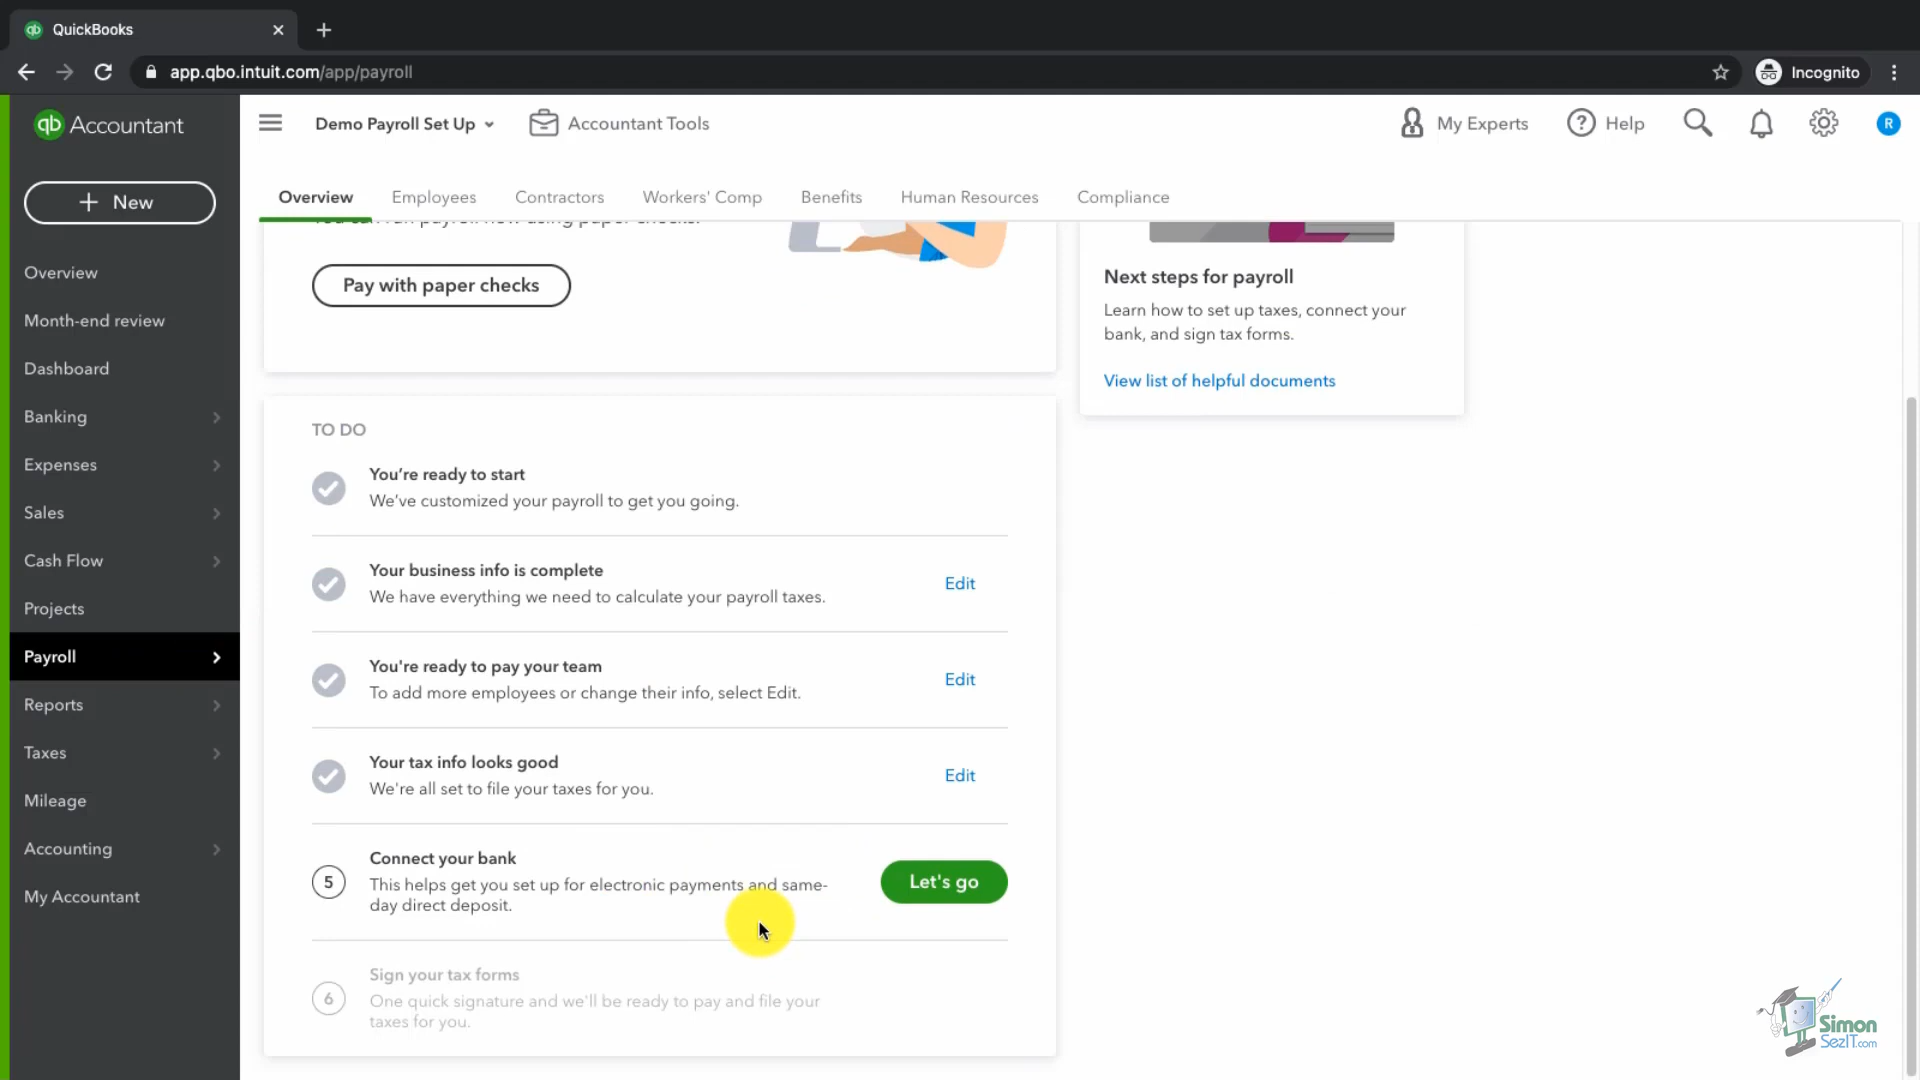 QuickBooks
app.qbo.intuit.com/app/payroll
Incognito
qb Accountant
Demo Payroll Set Up
Accountant Tools
My Experts
Help
R
New
Overview
Employees
Contractors
Workers' Comp
Benefits
Human Resources
Compliance
You can run payroll now using paper checks.
Pay with paper checks
Next steps for payroll
Learn how to set up taxes, connect your
bank, and sign tax forms.
View list of helpful documents
Overview
Month-end review
Dashboard
Banking
Expenses
Sales
Cash Flow
Projects
Payroll
Reports
Taxes
Mileage
Accounting
My Accountant
TO DO
You're ready to start
We've customized your payroll to get you going.
Your business info is complete
We have everything we need to calculate your payroll taxes.
Edit
You're ready to pay your team
To add more employees or change their info, select Edit.
Edit
Your tax info looks good
We're all set to file your taxes for you.
Edit
5
Connect your bank
This helps get you set up for electronic payments and same-
day direct deposit.
Let's go
6
Sign your tax forms
One quick signature and we'll be ready to pay and file your
taxes for you.
Simon
SezIT.com